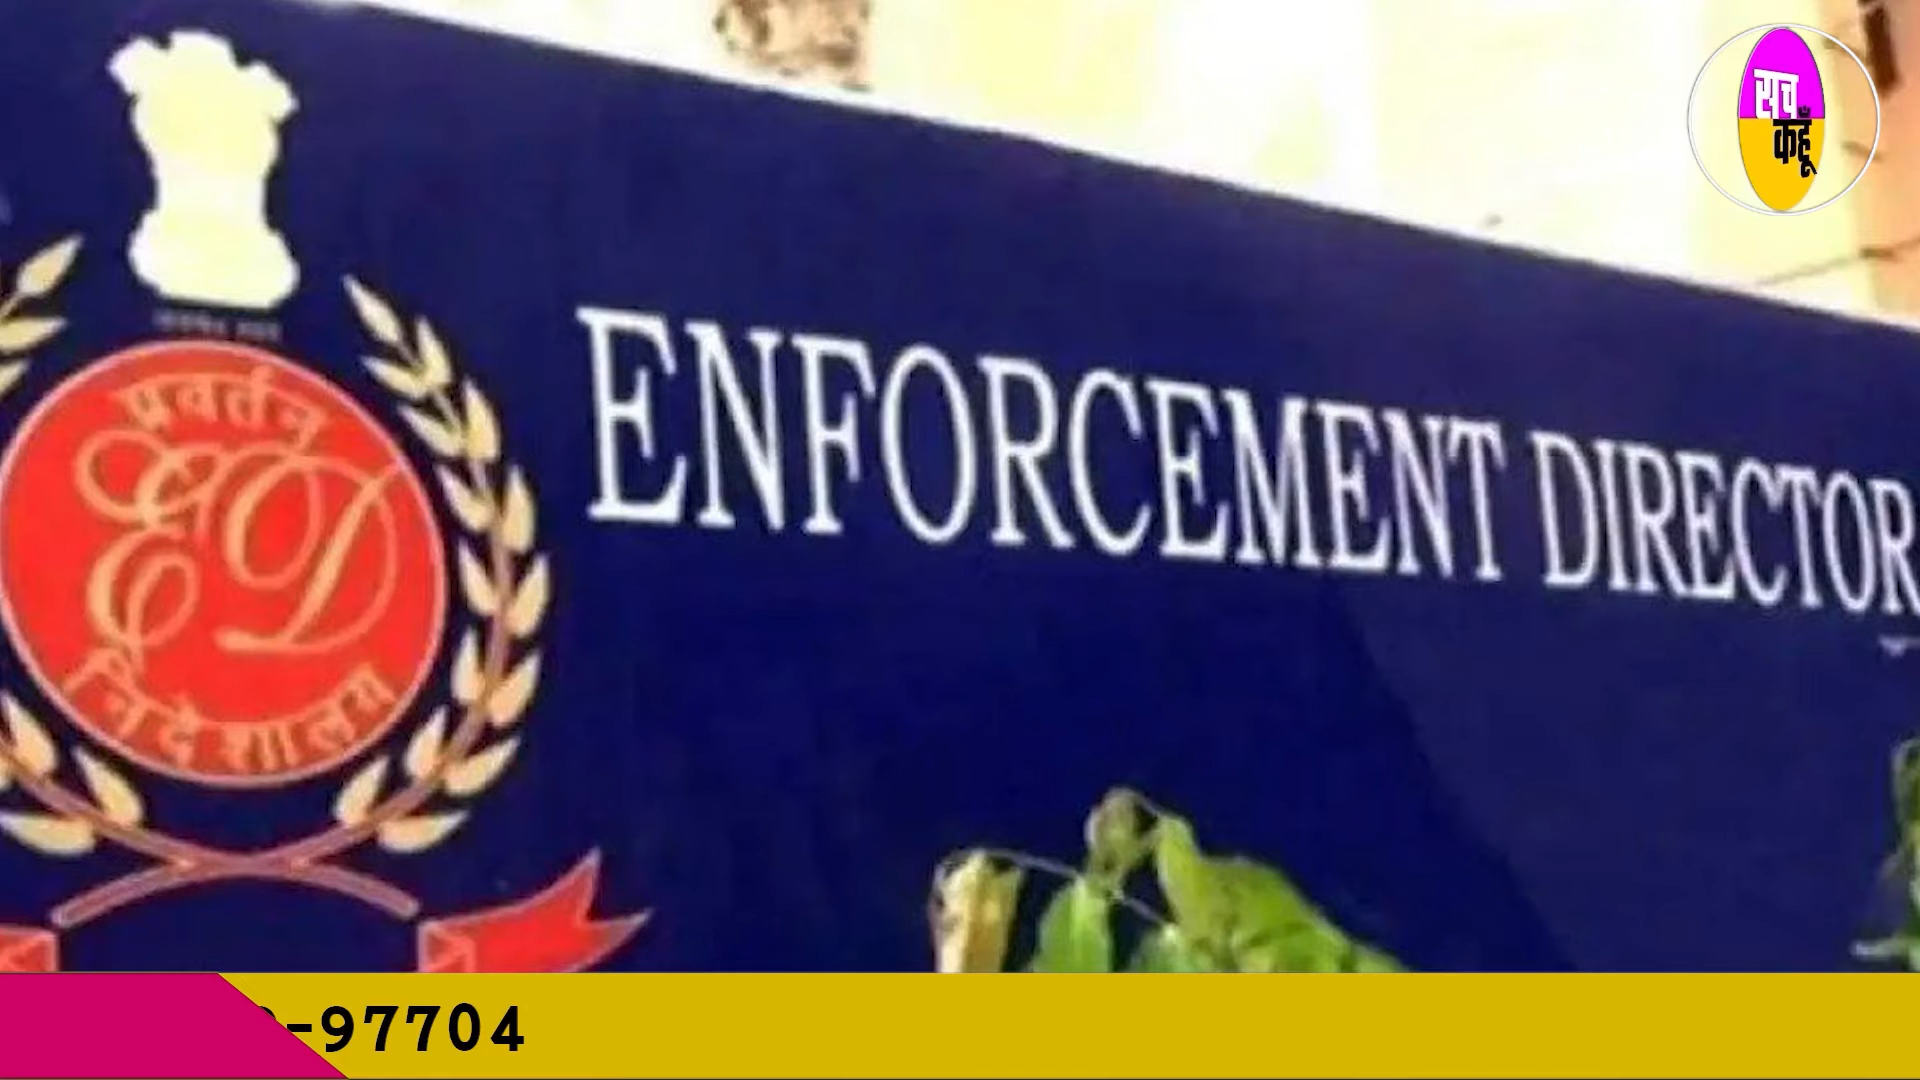 सच
कहूँ
प्रवर्तन
ED
निदेशालय
ENFORCEMENT DIRECTOR
-97704